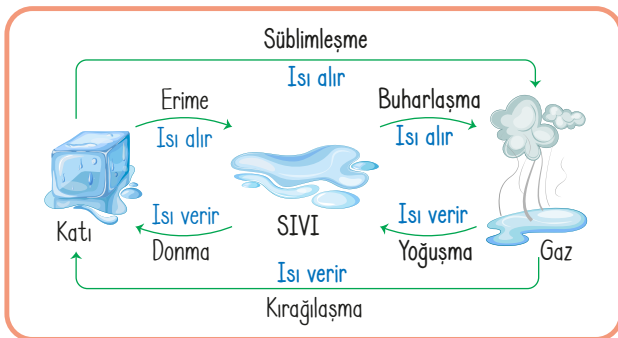 Süblimleşme
Isı alır
Erime
Isı alır
Buharlaşma
Isı alır
Katı
Isı verir
Donma
SIVI
Isı verir
Yoğuşma
Gaz
Isı verir
Kırağılaşma